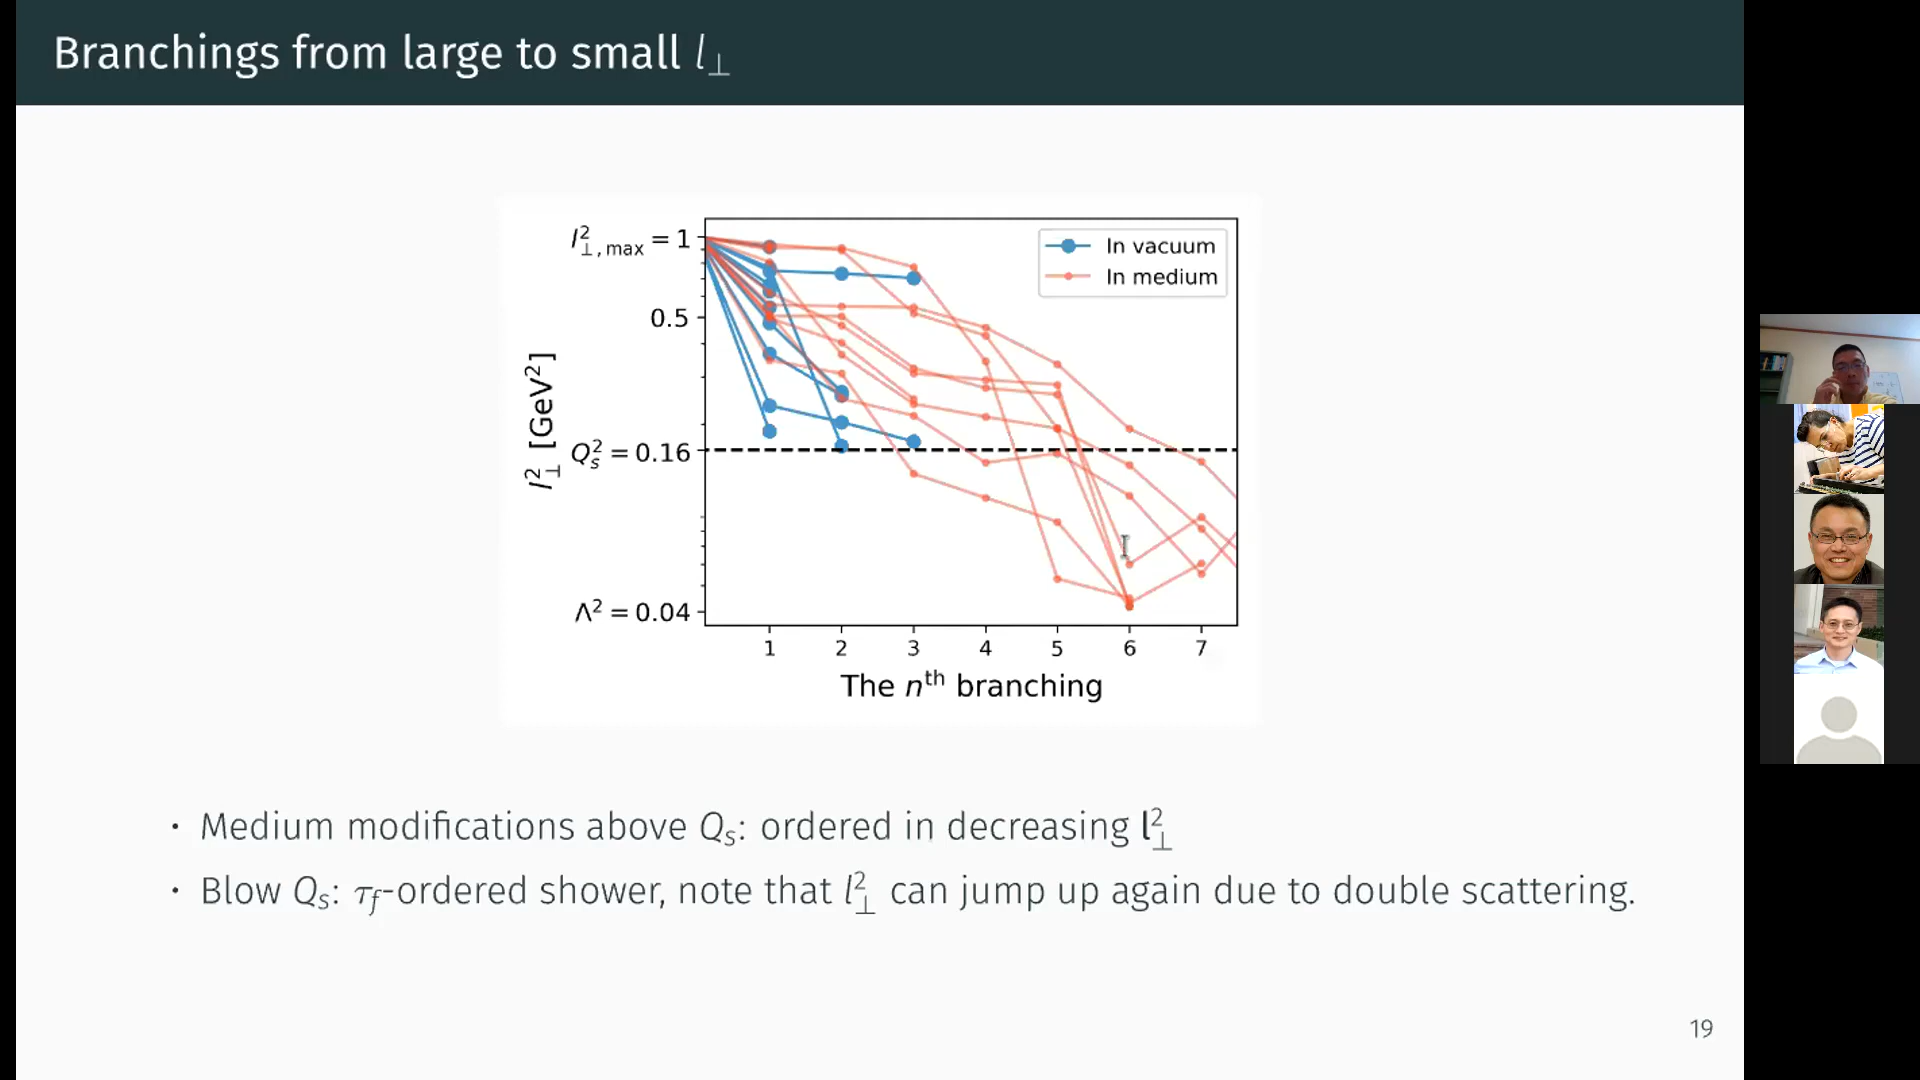 Branchings from large to small l⊥
l²⊥,max = 1
In vacuum
In medium
0.5
l²⊥ [GeV²]
Q²s = 0.16
Λ² = 0.04
1 2 3 4 5 6 7
The nth branching
· Medium modifications above Qs: ordered in decreasing l²⊥
· Blow Qs: τf-ordered shower, note that l²⊥ can jump up again due to double scattering.
19